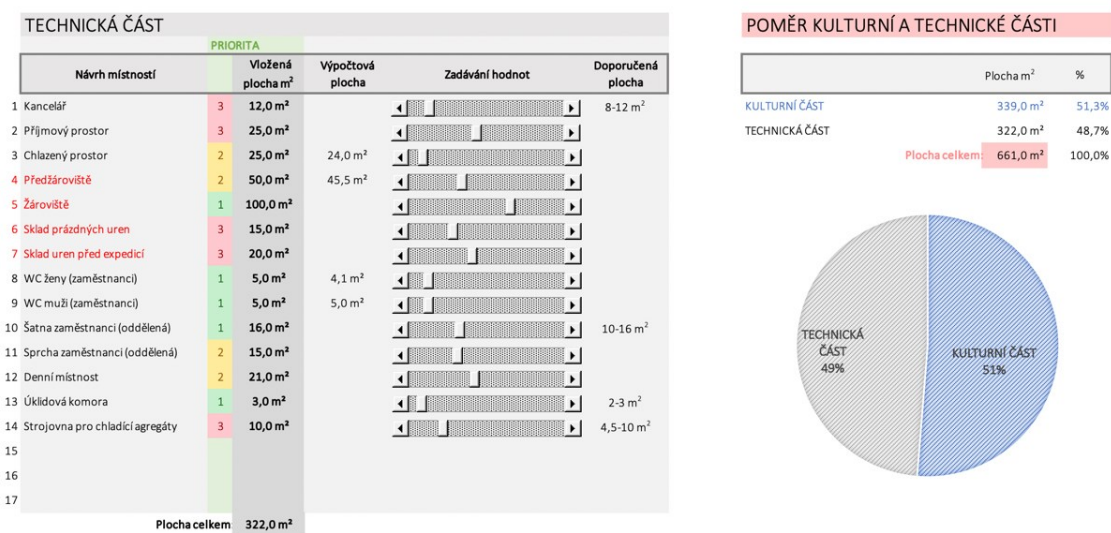 TECHNICKÁ ČÁST
PRIORITA
Návrh místností Vložená plocha m² Výpočtová plocha Zadávání hodnot Doporučená plocha
1 Kancelář 3 12,0 m² 8-12 m²
2 Příjmový prostor 3 25,0 m²
3 Chlazený prostor 2 25,0 m² 24,0 m²
4 Předžároviště 2 50,0 m² 45,5 m²
5 Žároviště 1 100,0 m²
6 Sklad prázdných uren 3 15,0 m²
7 Sklad uren před expedicí 3 20,0 m²
8 WC ženy (zaměstnanci) 1 5,0 m² 4,1 m²
9 WC muži (zaměstnanci) 1 5,0 m² 5,0 m²
10 Šatna zaměstnanci (oddělená) 1 16,0 m² 10-16 m²
11 Sprcha zaměstnanci (oddělená) 2 15,0 m²
12 Denní místnost 2 21,0 m²
13 Úklidová komora 1 3,0 m² 2-3 m²
14 Strojovna pro chladící agregáty 3 10,0 m² 4,5-10 m²
15
16
17
Plocha celkem: 322,0 m²
POMĚR KULTURNÍ A TECHNICKÉ ČÁSTI
Plocha m² %
KULTURNÍ ČÁST 339,0 m² 51,3%
TECHNICKÁ ČÁST 322,0 m² 48,7%
Plocha celkem: 661,0 m² 100,0%
TECHNICKÁ
ČÁST
49%
KULTURNÍ ČÁST
51%